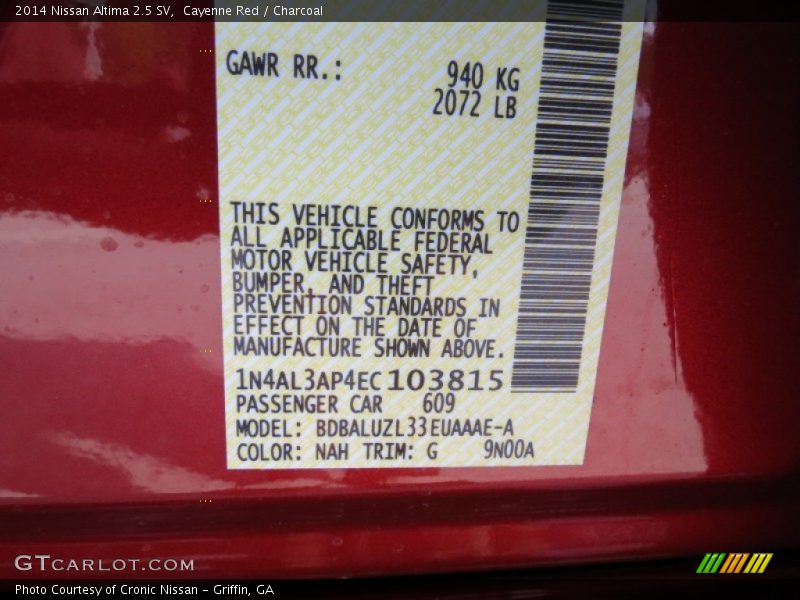 2014 Nissan Altima 2.5 SV,  Cayenne Red / Charcoal
GAWR RR.: 940 KG
2072 LB
THIS VEHICLE CONFORMS TO
ALL APPLICABLE FEDERAL
MOTOR VEHICLE SAFETY,
BUMPER, AND THEFT
PREVENTION STANDARDS IN
EFFECT ON THE DATE OF
MANUFACTURE SHOWN ABOVE.
1N4AL3AP4EC103815
PASSENGER CAR 609
MODEL: BDBALUZL33EUAAAE-A
COLOR: NAH TRIM: G 9N00A
GTCARLOT.COM
Photo Courtesy of Cronic Nissan - Griffin, GA